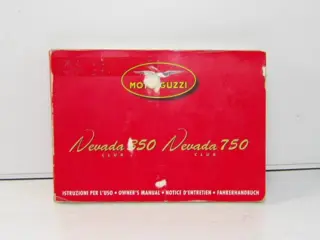 MOTO GUZZI
Nevada 350 Nevada 750
CLUB CLUB
ISTRUZIONI PER L'USO • OWNER'S MANUAL • NOTICE D'ENTRETIEN • FAHRERHANDBUCH